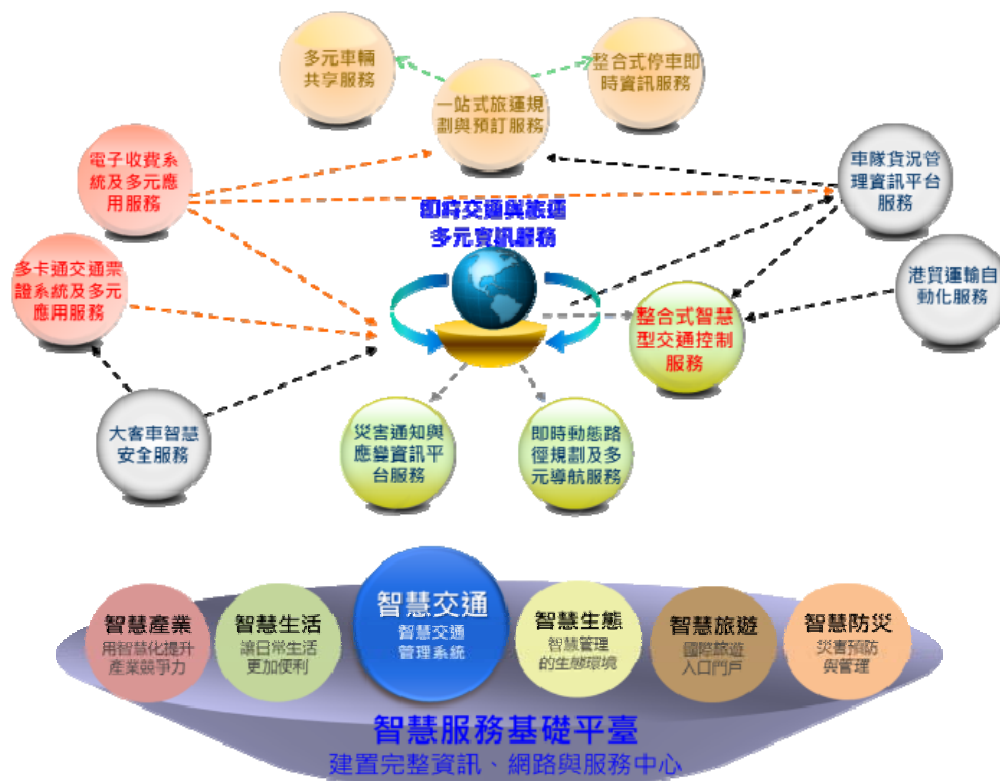 多元車輛
共享服務
整合式停車即
時資訊服務
一站式旅運規
劃與預訂服務
電子收費系
統及多元應
用服務
車隊貨況管
理資訊平台
服務
即時交通與旅運
多元資訊服務
多卡通交通票
證系統及多元
應用服務
港貿運輸自
動化服務
整合式智慧
型交通控制
服務
大客車智慧
安全服務
災害通知與
應變資訊平
台服務
即時動態路
徑規劃及多
元導航服務
智慧產業
用智慧化提升
產業競爭力
智慧生活
讓日常生活
更加便利
智慧交通
智慧交通
管理系統
智慧生態
智慧管理
的生態環境
智慧旅遊
國際旅遊
入口門戶
智慧防災
災害預防
與管理
智慧服務基礎平臺
建置完整資訊、網路與服務中心